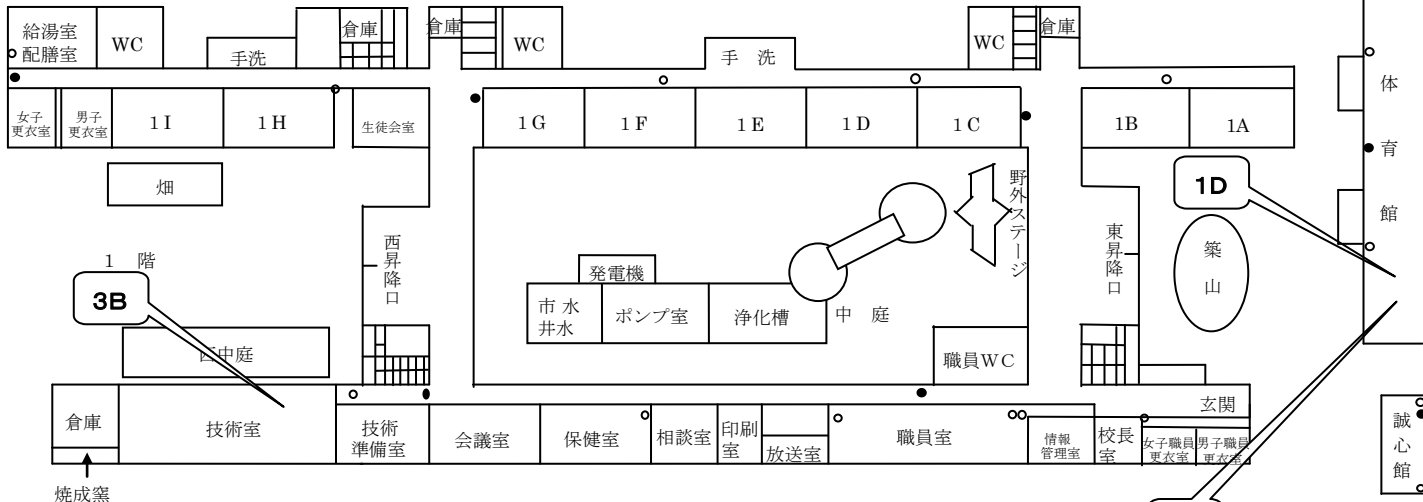 給湯室
配膳室
WC
手洗
倉庫
倉庫
WC
手　洗
WC
倉庫
体育館
女子
更衣室
男子
更衣室
1I
1H
生徒会室
1G
1F
1E
1D
1C
1B
1A
畑
1D
野外ステージ
西昇降口
東昇降口
築山
1　階
3B
発電機
市水
井水
ポンプ室
浄化槽
中　庭
西中庭
職員WC
倉庫
技術室
技術
準備室
会議室
保健室
相談室
印刷
室
放送室
職員室
情報
管理室
校長
室
玄関
女子職員
更衣室
男子職員
更衣室
誠心館
焼成窯